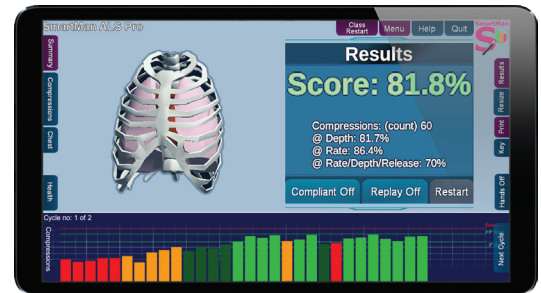 SmartMan ALS Pro
Class
Restart
Menu
Help
Quit
SmartMan
Summary
Compressions
Chest
Health
Results
Score: 81.8%
Compressions: (count) 60
@ Depth: 81.7%
@ Rate: 86.4%
@ Rate/Depth/Release: 70%
Compliant Off
Replay Off
Restart
Results
Resize
Print
Key
Hands Off
Cycle no: 1 of 2
Compressions
Next Cycle